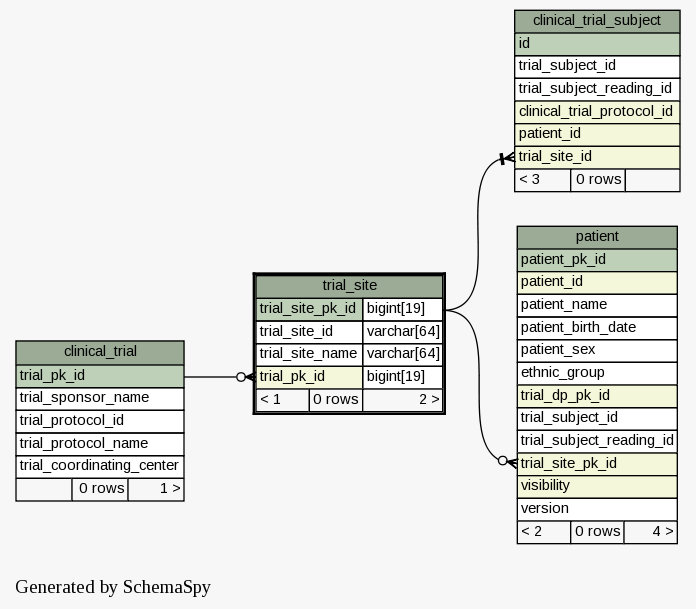 clinical_trial_subject
id
trial_subject_id
trial_subject_reading_id
clinical_trial_protocol_id
patient_id
trial_site_id
< 3 0 rows
patient
patient_pk_id
patient_id
patient_name
patient_birth_date
patient_sex
ethnic_group
trial_dp_pk_id
trial_subject_id
trial_subject_reading_id
trial_site_pk_id
visibility
version
< 2 0 rows 4 >
trial_site
trial_site_pk_id bigint[19]
trial_site_id varchar[64]
trial_site_name varchar[64]
trial_pk_id bigint[19]
< 1 0 rows 2 >
clinical_trial
trial_pk_id
trial_sponsor_name
trial_protocol_id
trial_protocol_name
trial_coordinating_center
0 rows 1 >
Generated by SchemaSpy